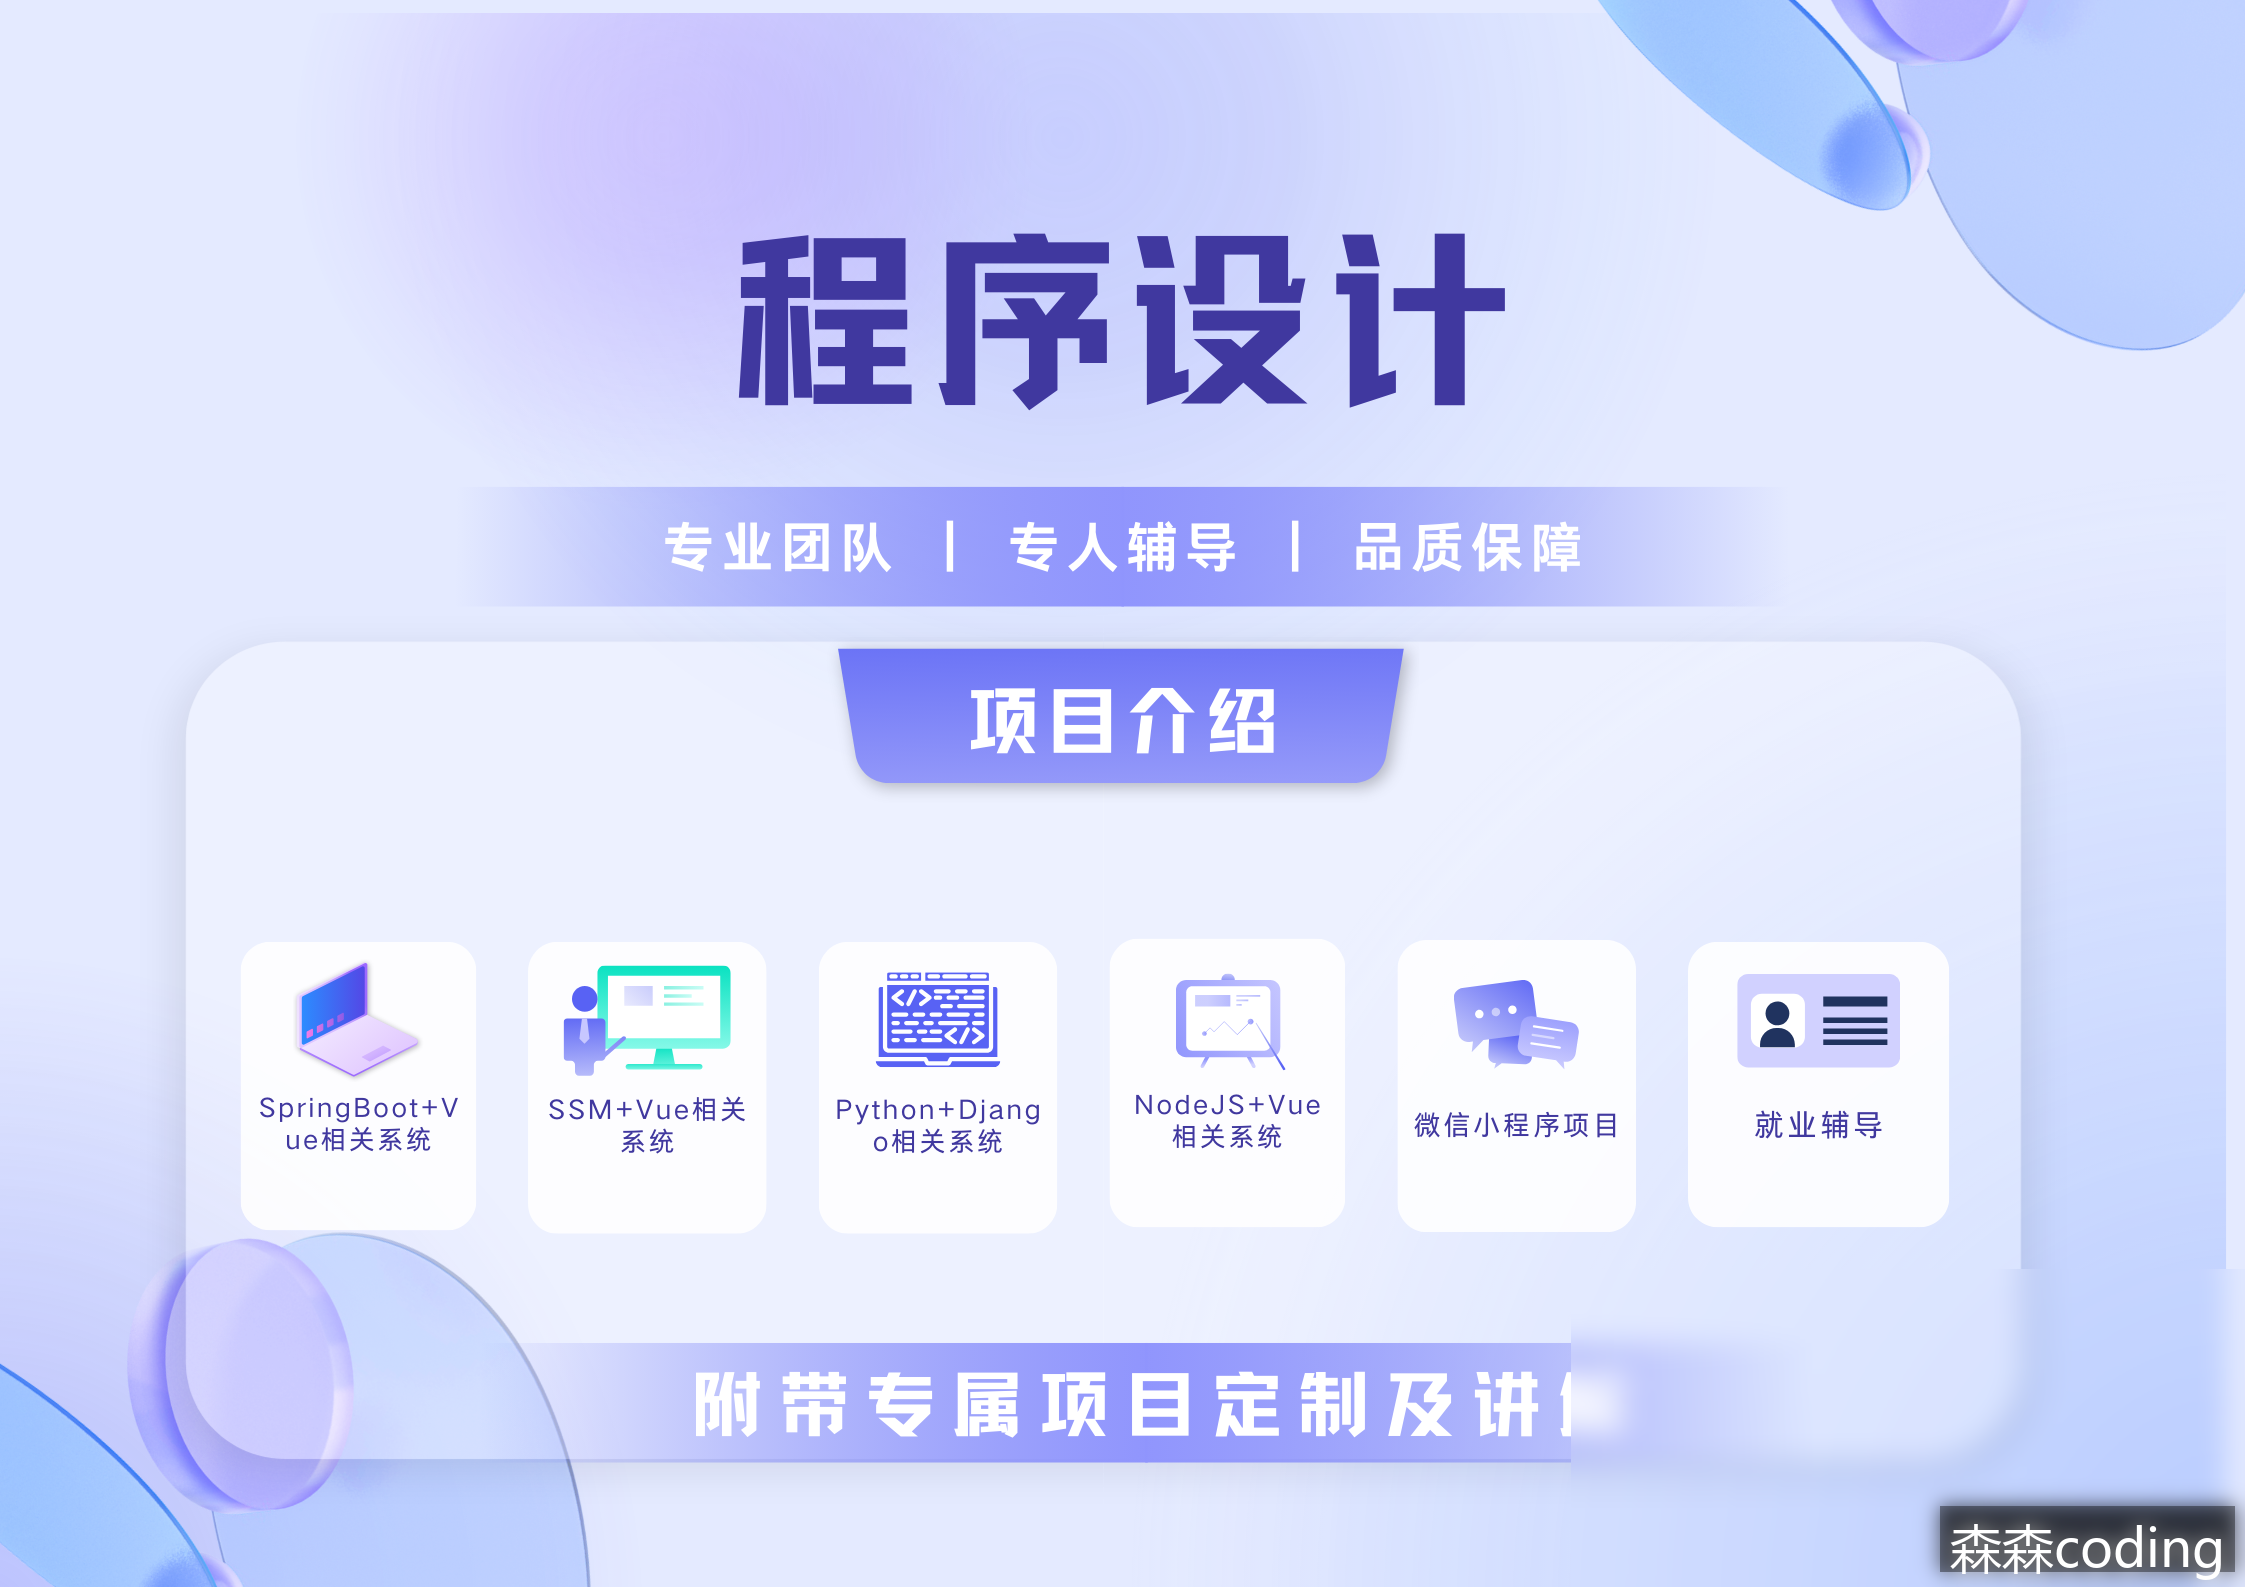 程序设计
专业团队 | 专人辅导 | 品质保障
项目介绍
SpringBoot+V
ue相关系统
SSM+Vue相关
系统
Python+Djang
o相关系统
NodeJS+Vue
相关系统
微信小程序项目
就业辅导
附带专属项目定制及讲
森森coding